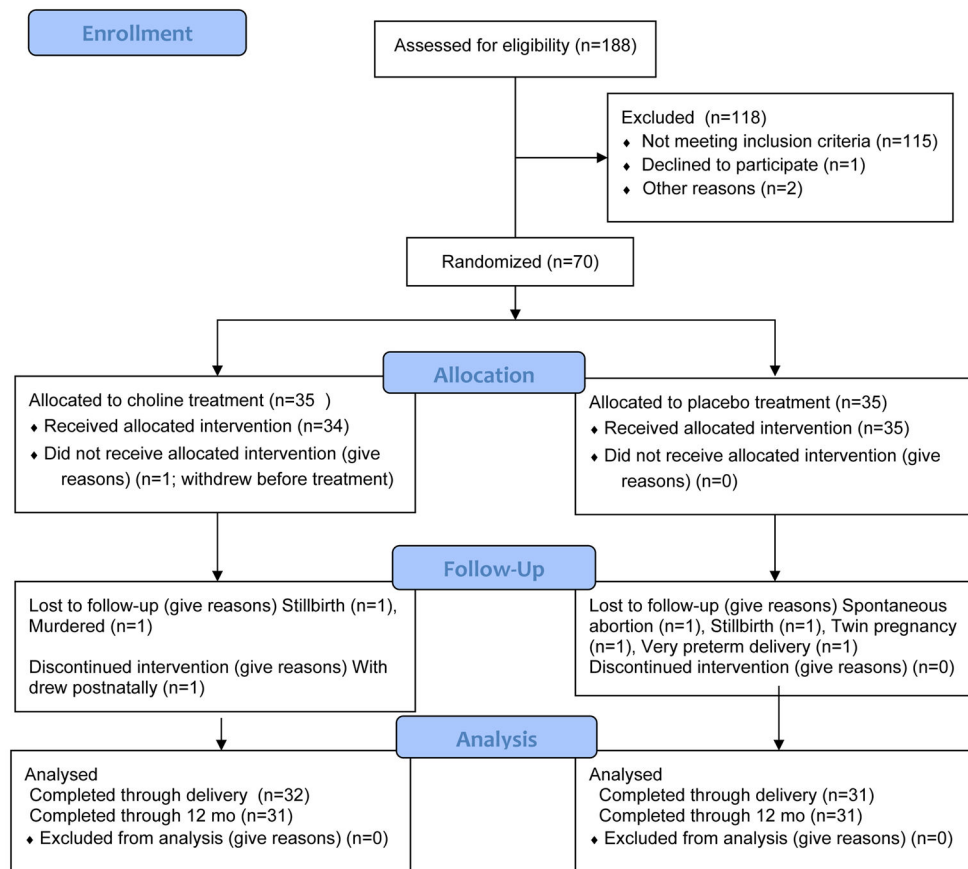 Enrollment
Assessed for eligibility (n=188)
Excluded (n=118)
♦ Not meeting inclusion criteria (n=115)
♦ Declined to participate (n=1)
♦ Other reasons (n=2)
Randomized (n=70)
Allocation
Allocated to choline treatment (n=35 )
♦ Received allocated intervention (n=34)
♦ Did not receive allocated intervention (give
reasons) (n=1; withdrew before treatment)
Allocated to placebo treatment (n=35)
♦ Received allocated intervention (n=35)
♦ Did not receive allocated intervention (give
reasons) (n=0)
Follow-Up
Lost to follow-up (give reasons) Stillbirth (n=1),
Murdered (n=1)
Discontinued intervention (give reasons) With
drew postnatally (n=1)
Lost to follow-up (give reasons) Spontaneous
abortion (n=1), Stillbirth (n=1), Twin pregnancy
(n=1), Very preterm delivery (n=1)
Discontinued intervention (give reasons) (n=0)
Analysis
Analysed
Completed through delivery (n=32)
Completed through 12 mo (n=31)
♦ Excluded from analysis (give reasons) (n=0)
Analysed
Completed through delivery (n=31)
Completed through 12 mo (n=31)
♦ Excluded from analysis (give reasons) (n=0)